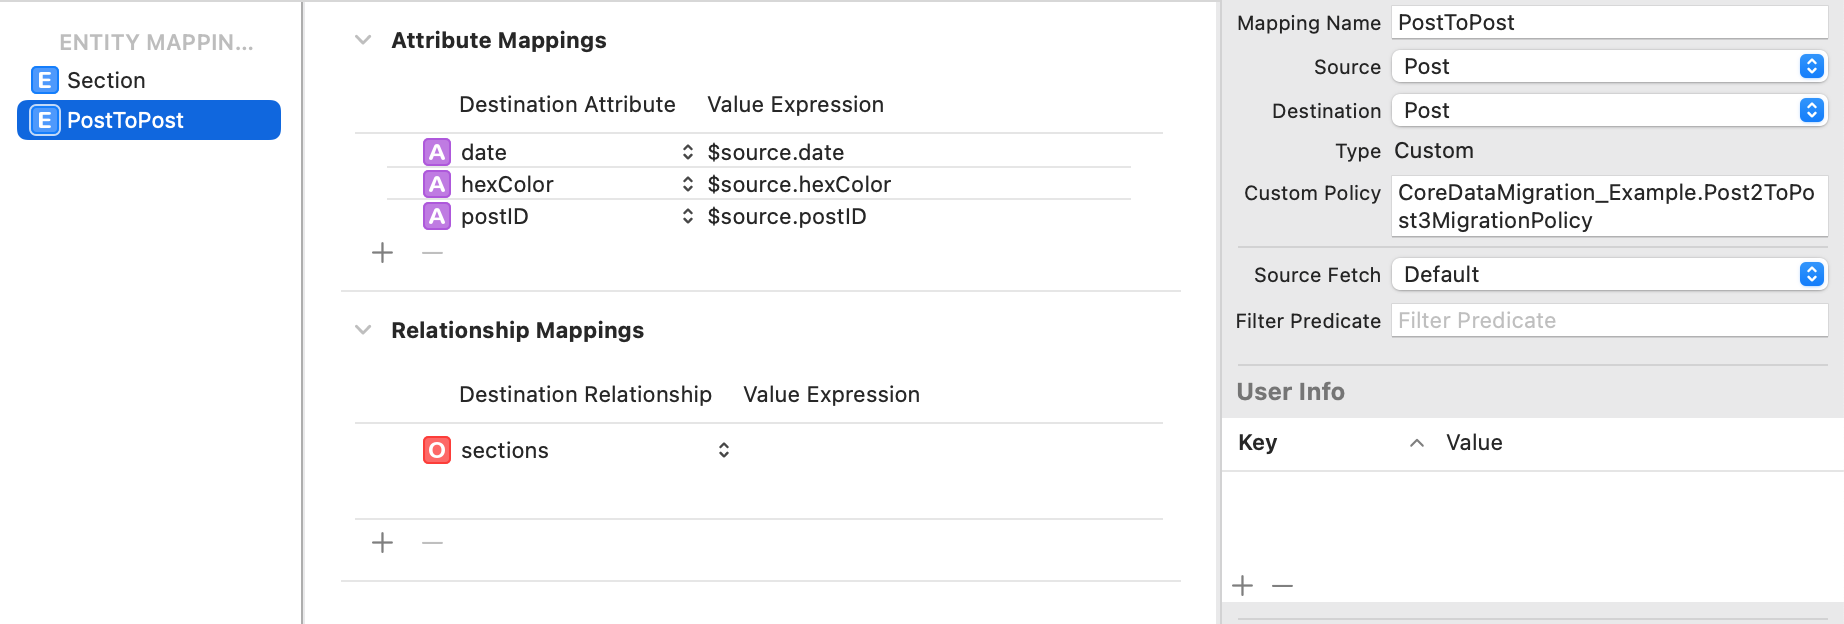 ENTITY MAPPIN...
E Section
E PostToPost
Attribute Mappings
Destination Attribute Value Expression
A date $source.date
A hexColor $source.hexColor
A postID $source.postID
Relationship Mappings
Destination Relationship Value Expression
O sections
Mapping Name PostToPost
Source Post
Destination Post
Type Custom
Custom Policy CoreDataMigration_Example.Post2ToPo
st3MigrationPolicy
Source Fetch Default
Filter Predicate Filter Predicate
User Info
Key Value